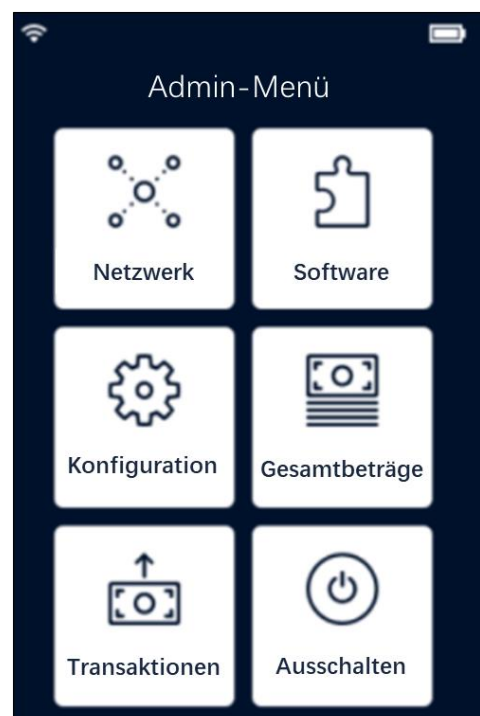 Admin-Menü
Netzwerk
Software
Konfiguration
Gesamtbeträge
Transaktionen
Ausschalten